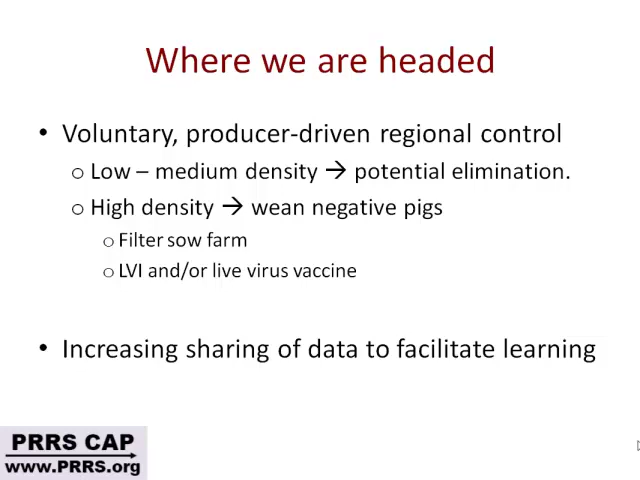 Where we are headed
• Voluntary, producer-driven regional control
o Low – medium density → potential elimination.
o High density → wean negative pigs
o Filter sow farm
o LVI and/or live virus vaccine
• Increasing sharing of data to facilitate learning
PRRS CAP
www.PRRS.org